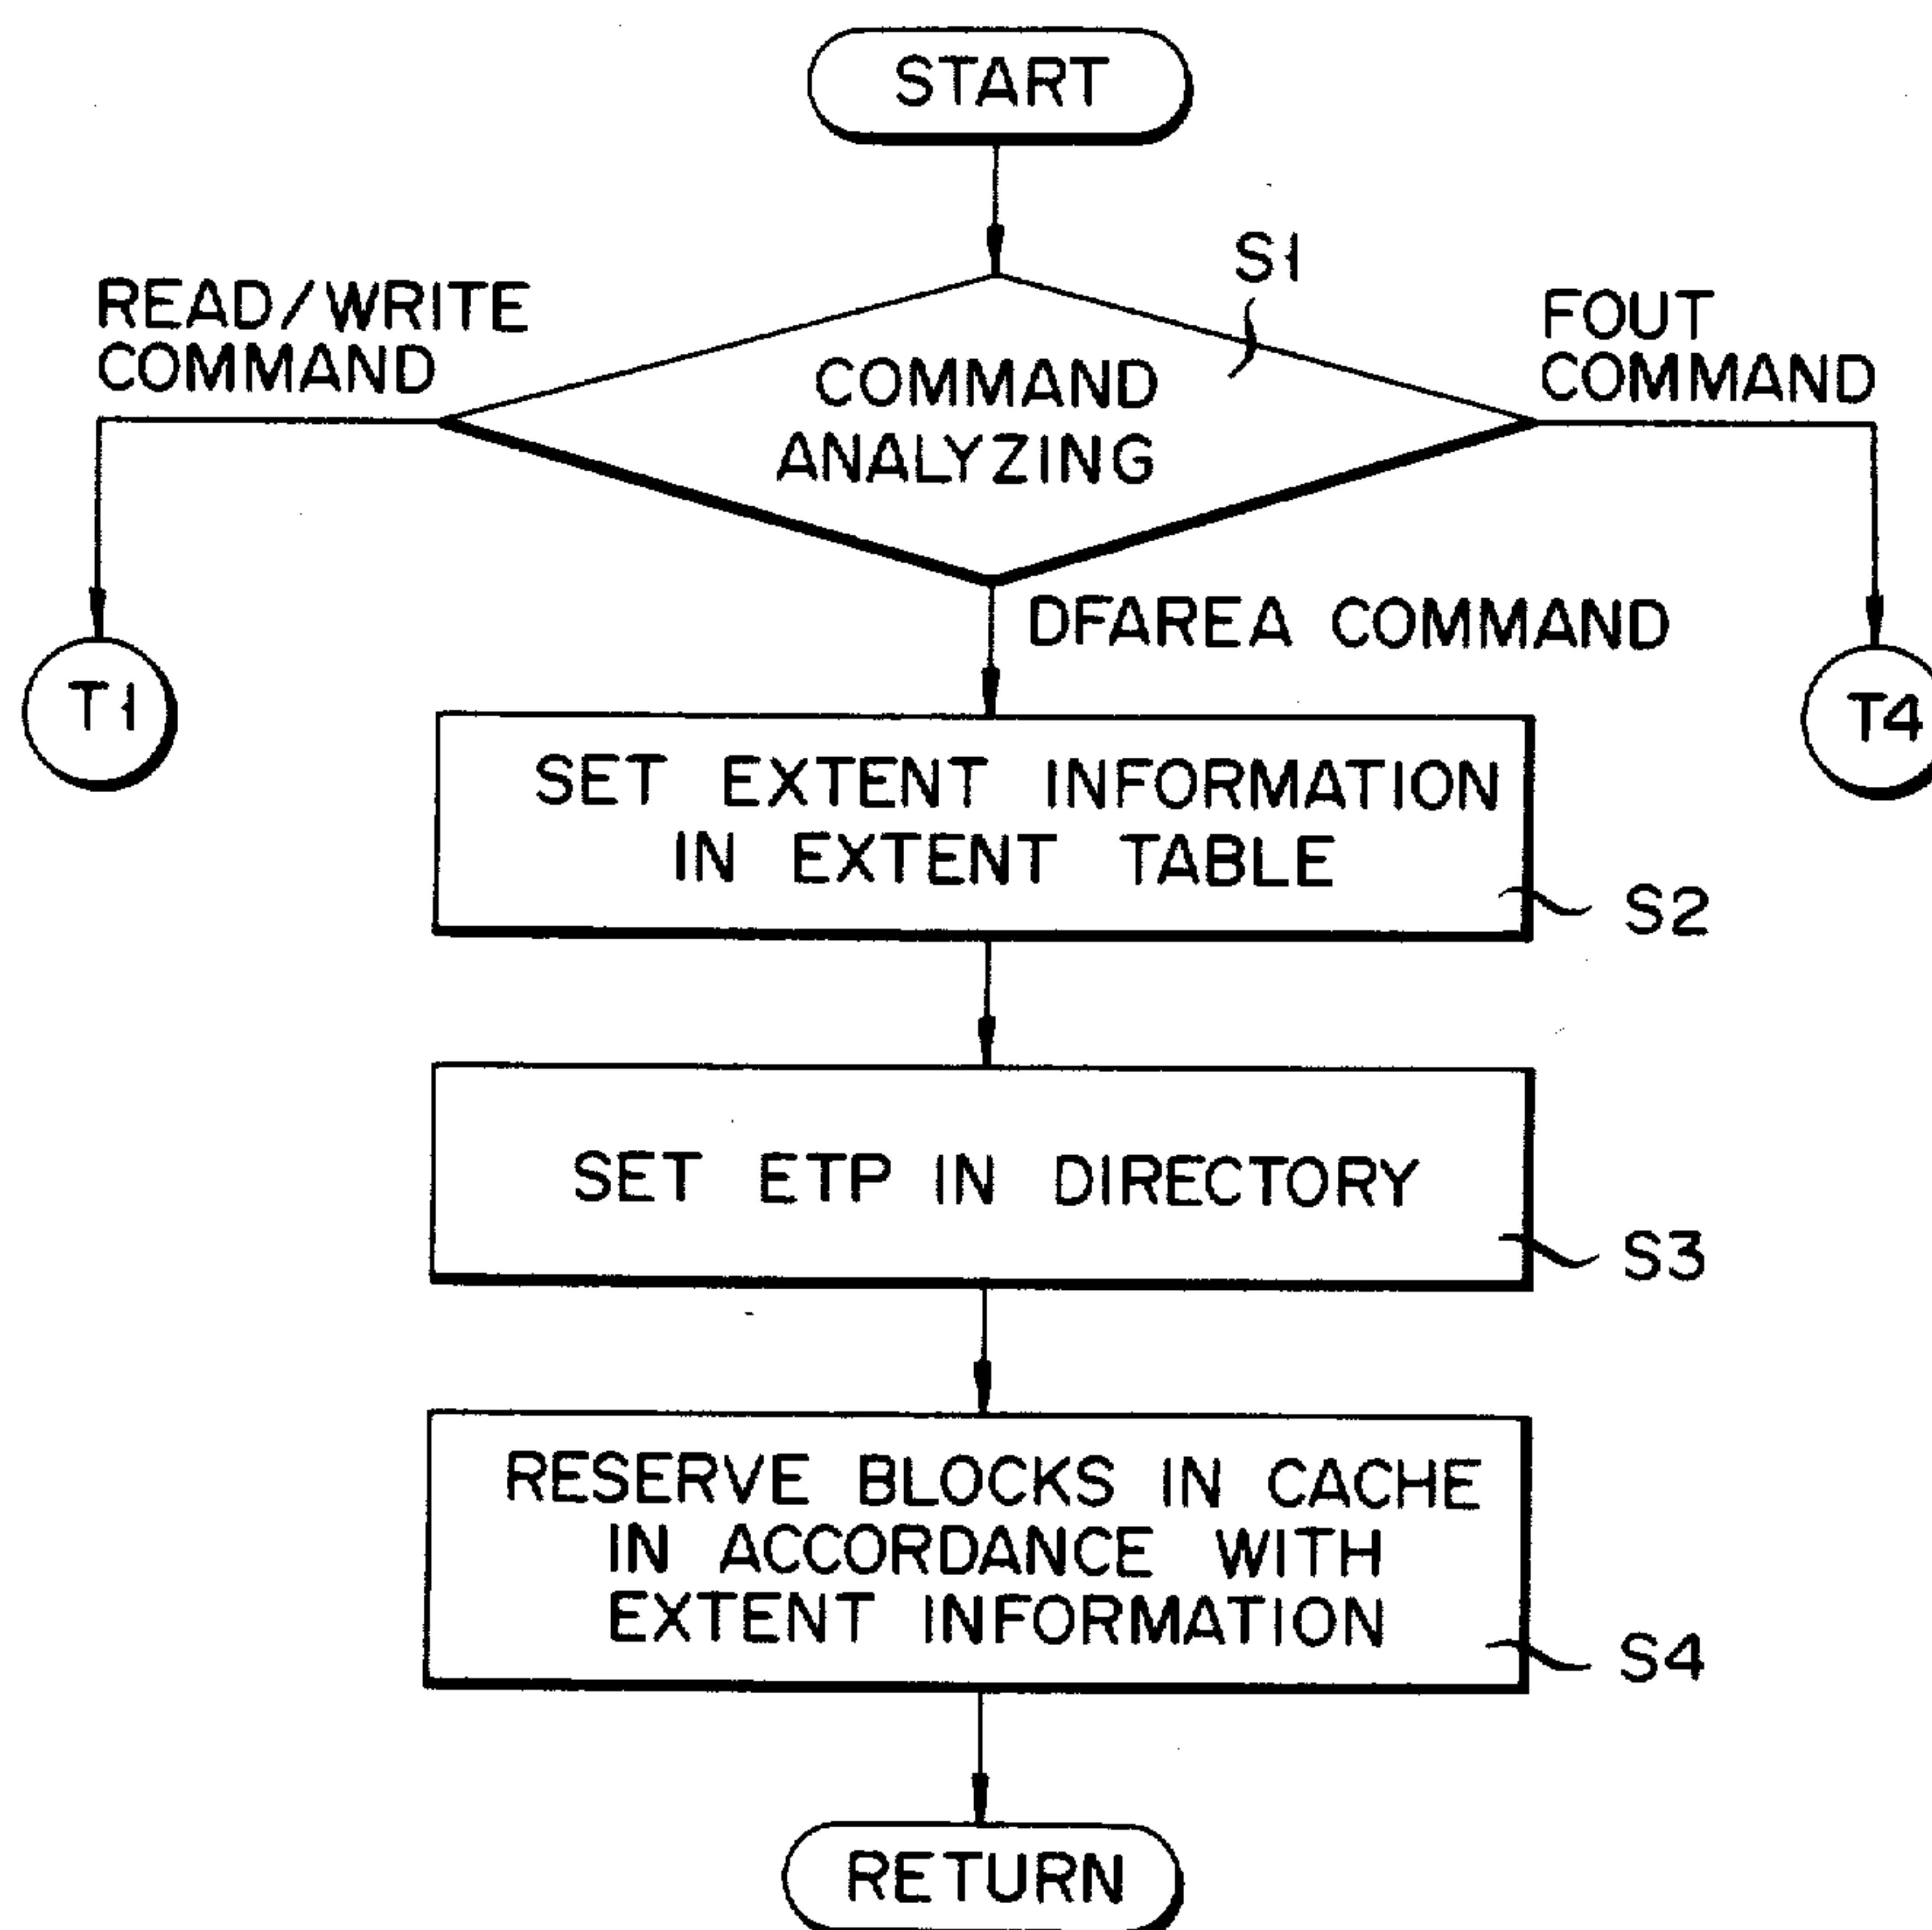 START
S1
READ/WRITE
COMMAND
FOUT
COMMAND
COMMAND
ANALYZING
DFAREA COMMAND
T1
T4
SET EXTENT INFORMATION
IN EXTENT TABLE
S2
SET ETP IN DIRECTORY
S3
RESERVE BLOCKS IN CACHE
IN ACCORDANCE WITH
EXTENT INFORMATION
S4
RETURN